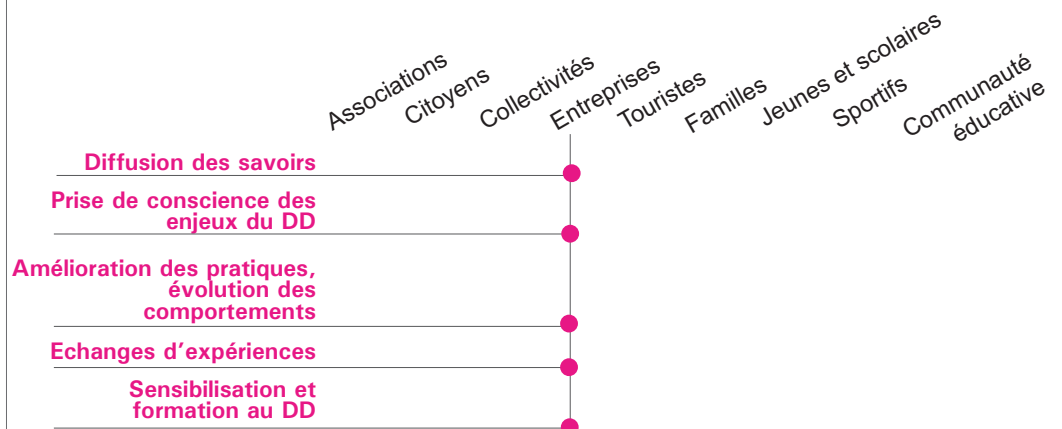 Associations
Citoyens
Collectivités
Entreprises
Touristes
Familles
Jeunes et scolaires
Sportifs
Communauté
éducative
Diffusion des savoirs
Prise de conscience des
enjeux du DD
Amélioration des pratiques,
évolution des
comportements
Echanges d'expériences
Sensibilisation et
formation au DD